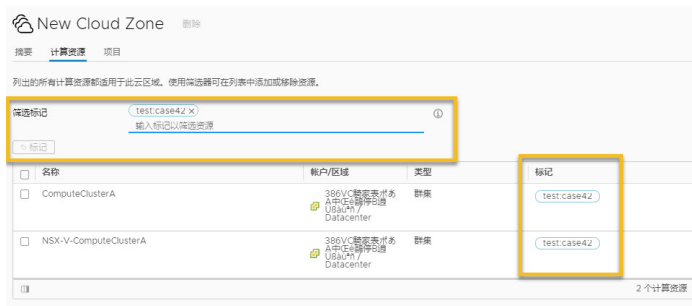 New Cloud Zone 删除
摘要 计算资源 项目
列出的所有计算资源都适用于此云区域。使用筛选器可在列表中添加或移除资源。
筛选标记 test:case42 ×
输入标记以筛选资源
标记
名称 帐户/区域 类型 标记
ComputeClusterA 群集 test:case42
Datacenter
NSX-V-ComputeClusterA 群集 test:case42
Datacenter
2 个计算资源